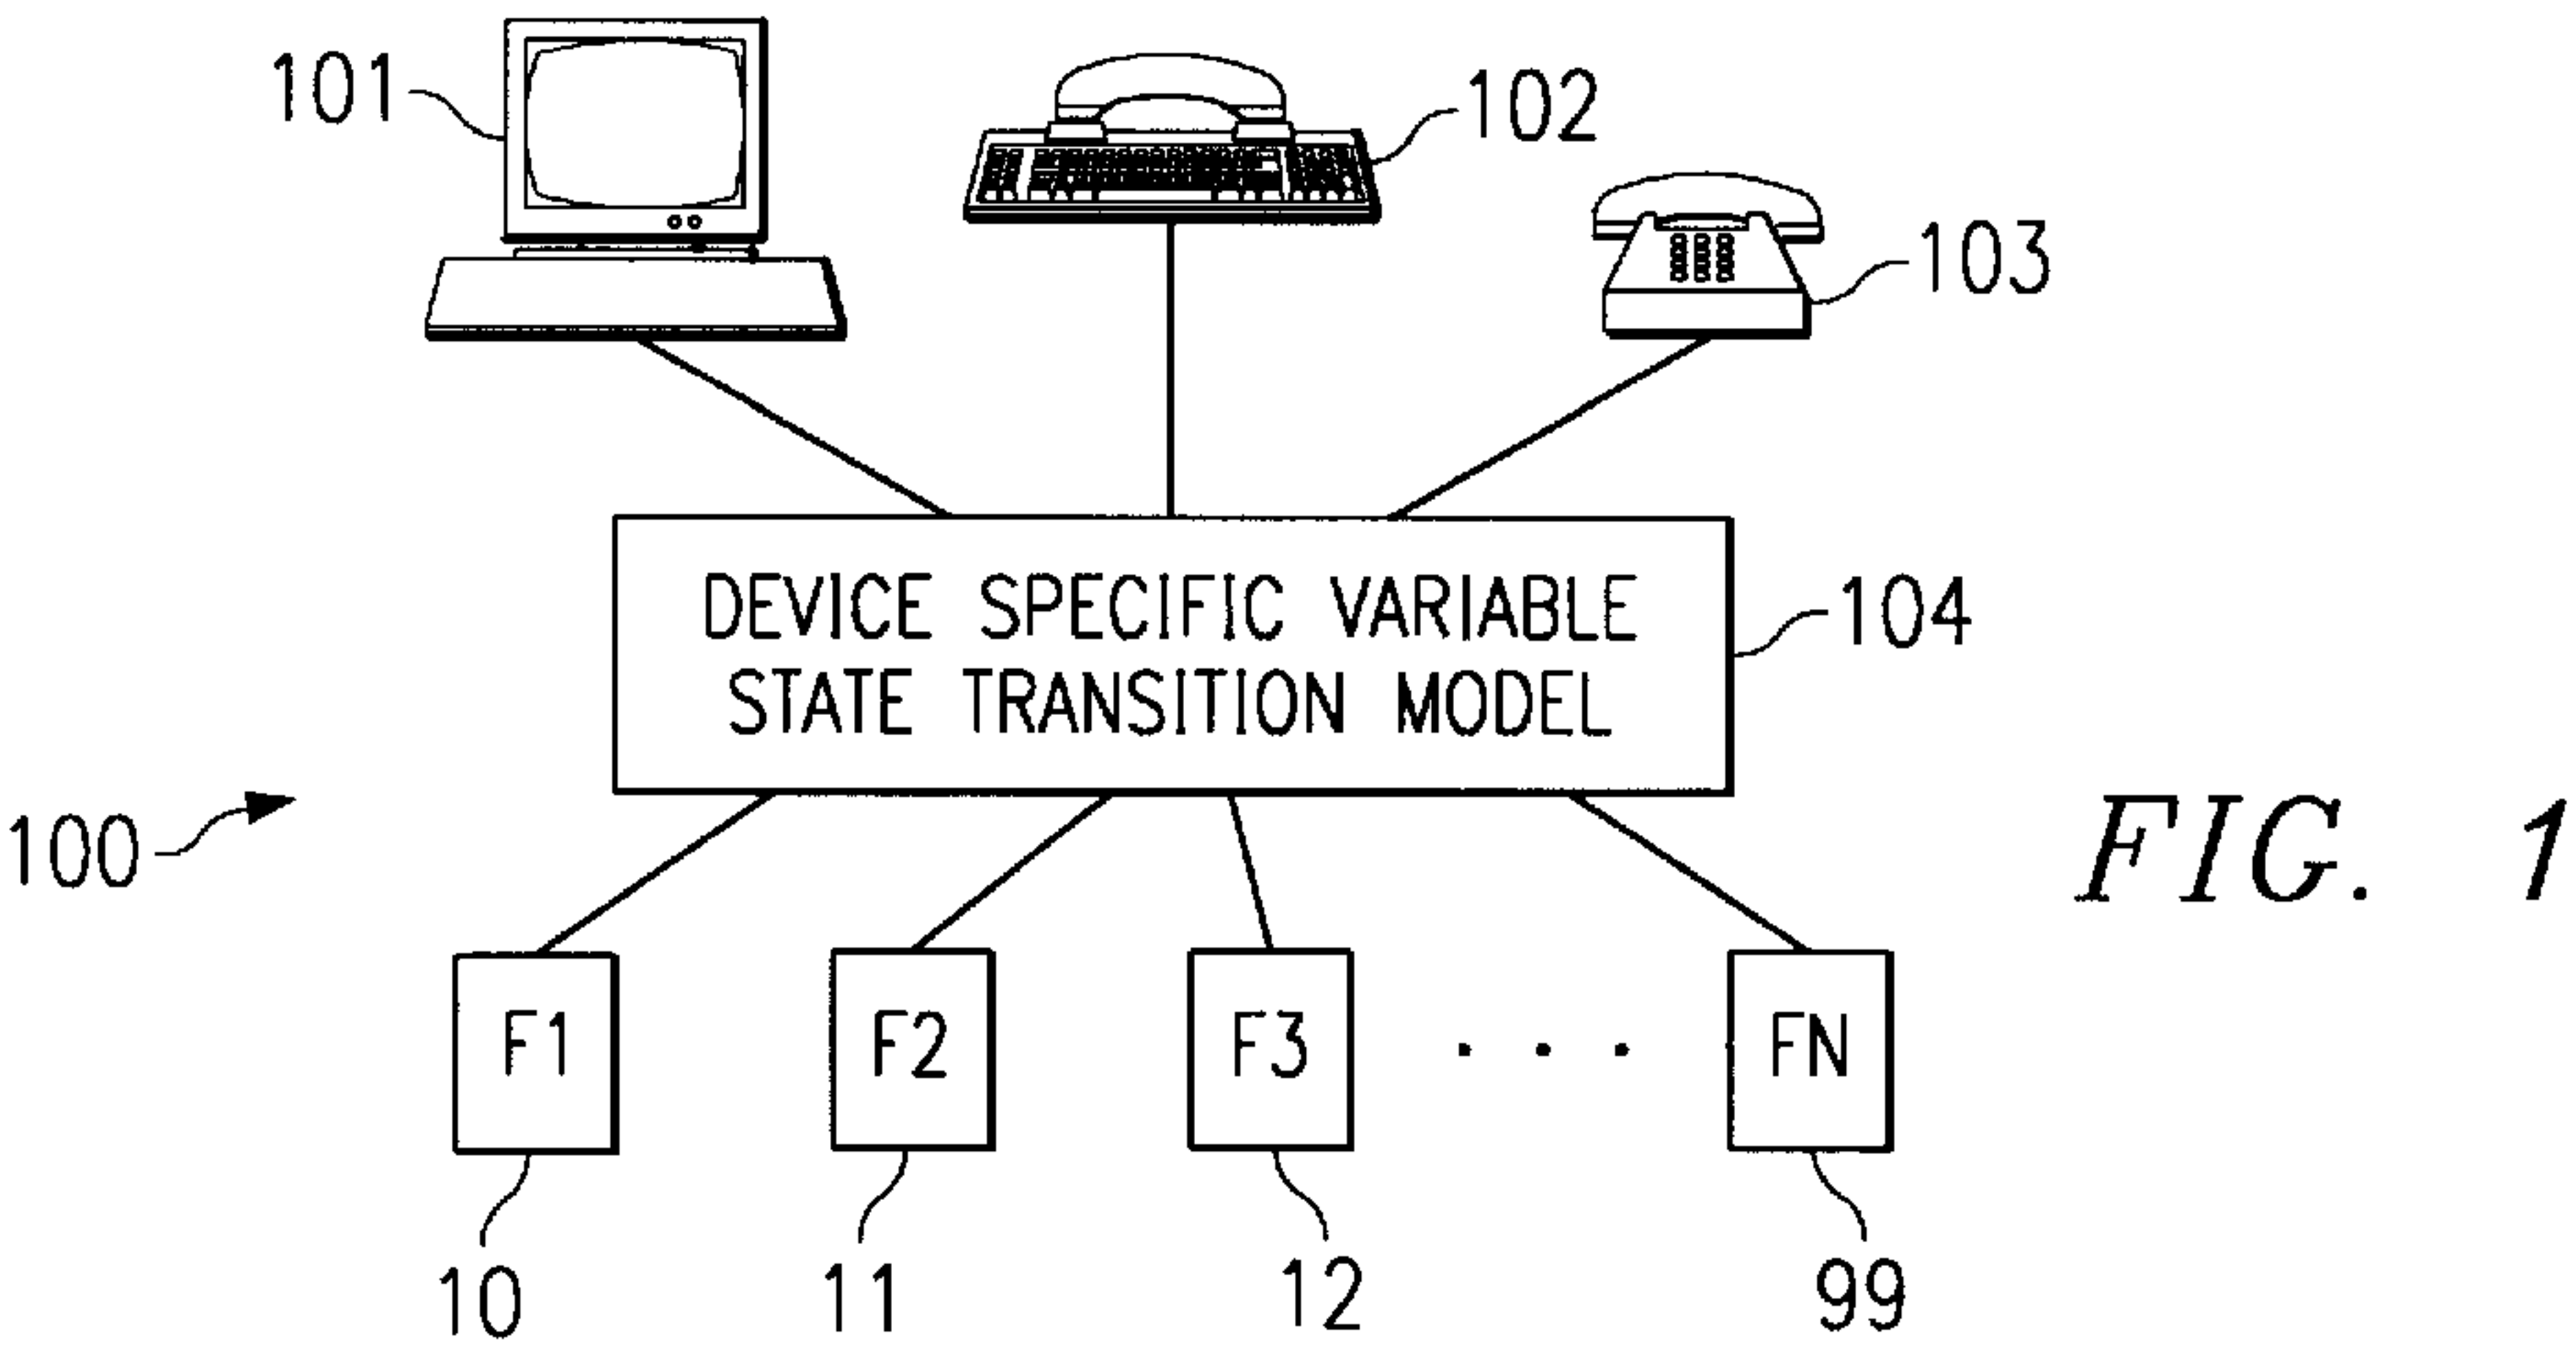 101
102
103
DEVICE SPECIFIC VARIABLE
STATE TRANSITION MODEL
104
100
FIG. 1
F1
F2
F3
. . .
FN
10
11
12
99